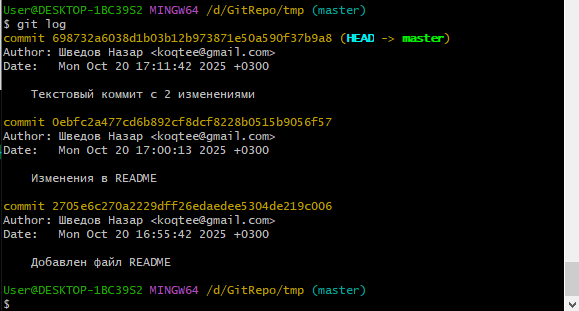 User@DESKTOP-1BC39S2 MINGW64 /d/GitRepo/tmp (master)
$ git log
commit 698732a6038d1b03b12b973871e50a590f37b9a8 (HEAD -> master)
Author: Шведов Назар <koqtee@gmail.com>
Date:   Mon Oct 20 17:11:42 2025 +0300
Текстовый коммит с 2 изменениями
commit 0ebfc2a477cd6b892cf8dcf8228b0515b9056f57
Author: Шведов Назар <koqtee@gmail.com>
Date:   Mon Oct 20 17:00:13 2025 +0300
Изменения в README
commit 2705e6c270a2229dff26edaedee5304de219c006
Author: Шведов Назар <koqtee@gmail.com>
Date:   Mon Oct 20 16:55:42 2025 +0300
Добавлен файл README
User@DESKTOP-1BC39S2 MINGW64 /d/GitRepo/tmp (master)
$